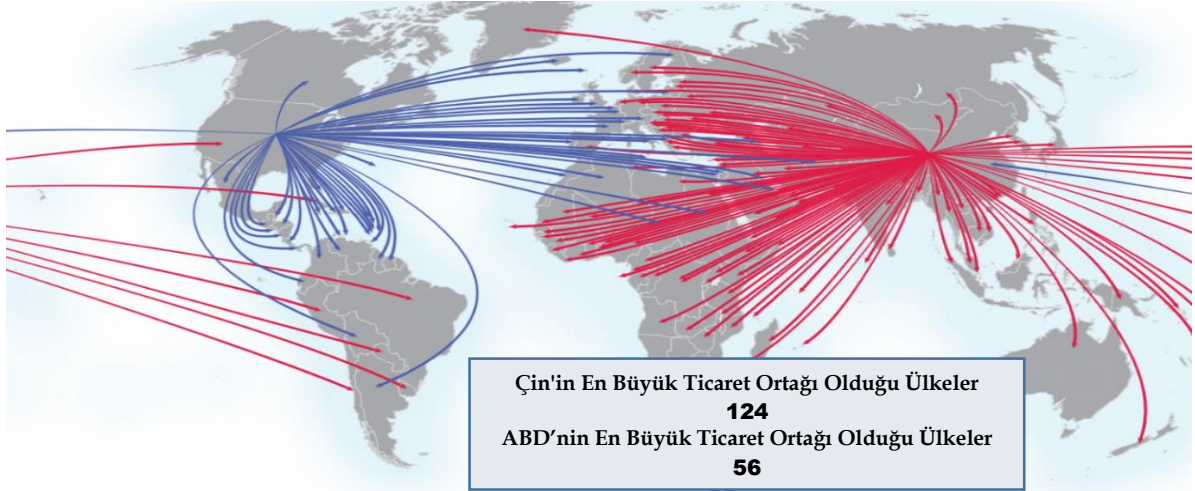 Çin'in En Büyük Ticaret Ortağı Olduğu Ülkeler
124
ABD’nin En Büyük Ticaret Ortağı Olduğu Ülkeler
56